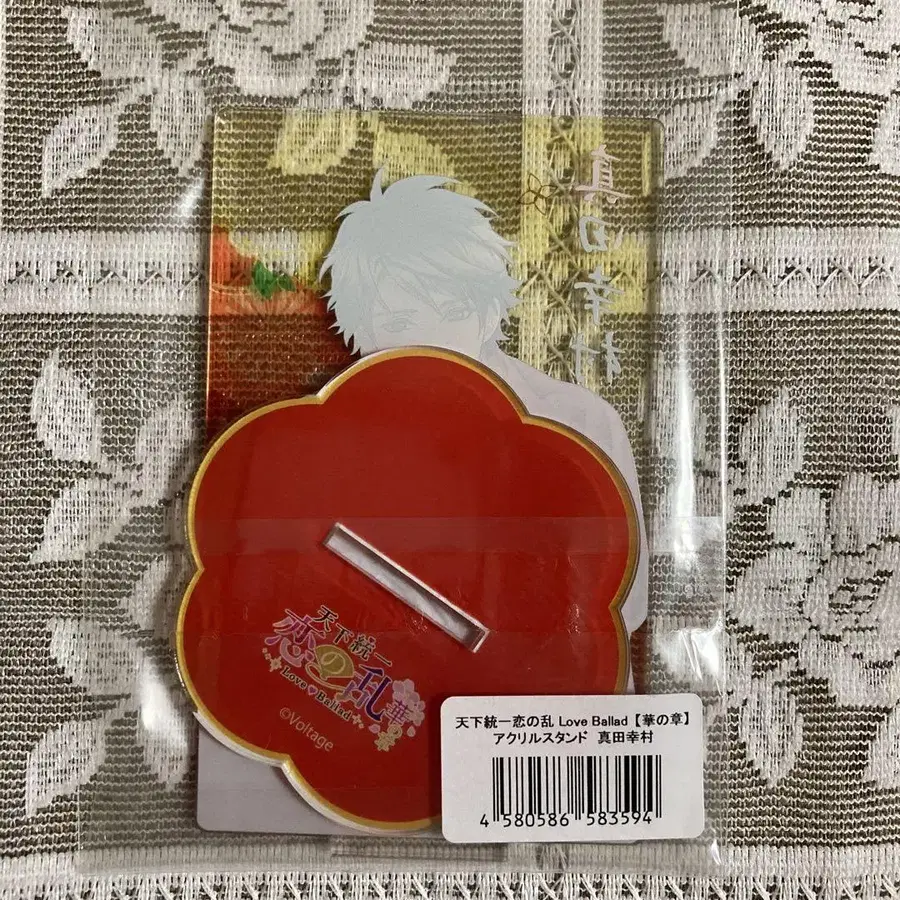 真田幸村
天下統一
恋の乱
華の章
Love♥Ballad
©Voltage
天下統一恋の乱 Love Ballad【華の章】
アクリルスタンド 真田幸村
4 580586 583594